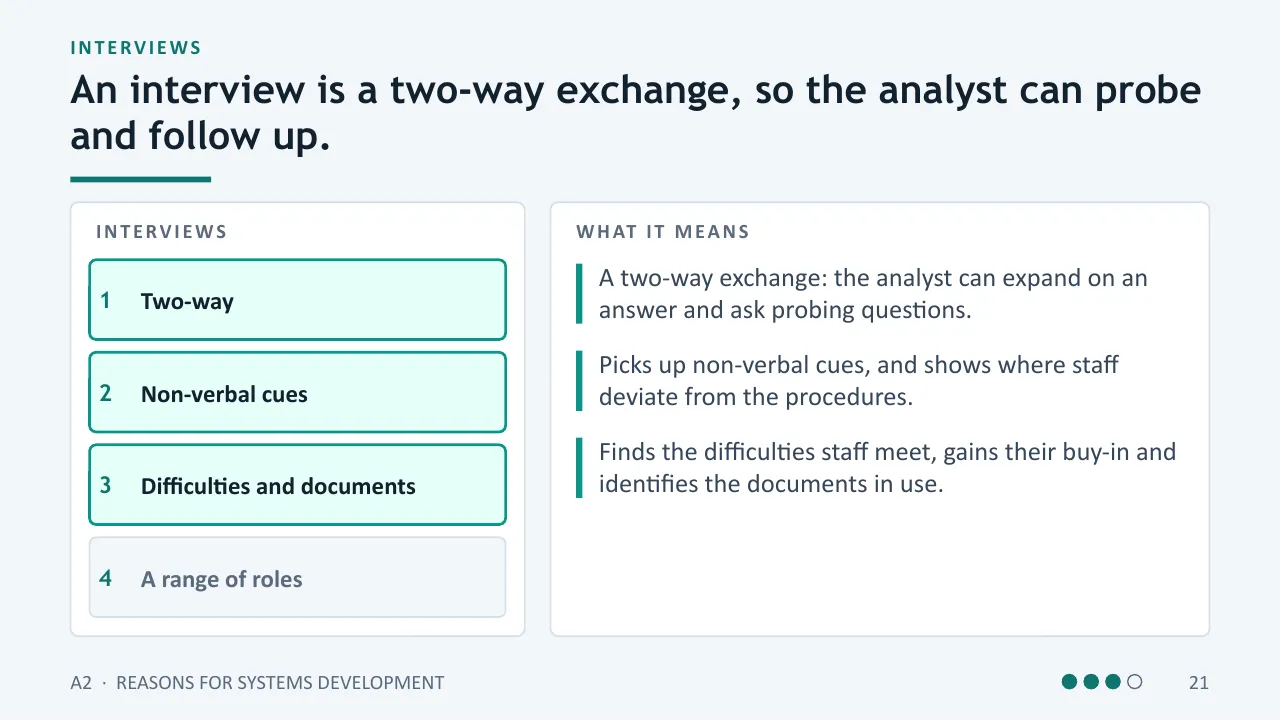 INTERVIEWS
An interview is a two-way exchange, so the analyst can probe
and follow up.
INTERVIEWS
1 Two-way
2 Non-verbal cues
3 Difficulties and documents
4 A range of roles
WHAT IT MEANS
A two-way exchange: the analyst can expand on an
answer and ask probing questions.
Picks up non-verbal cues, and shows where staff
deviate from the procedures.
Finds the difficulties staff meet, gains their buy-in and
identifies the documents in use.
A2 · REASONS FOR SYSTEMS DEVELOPMENT
21